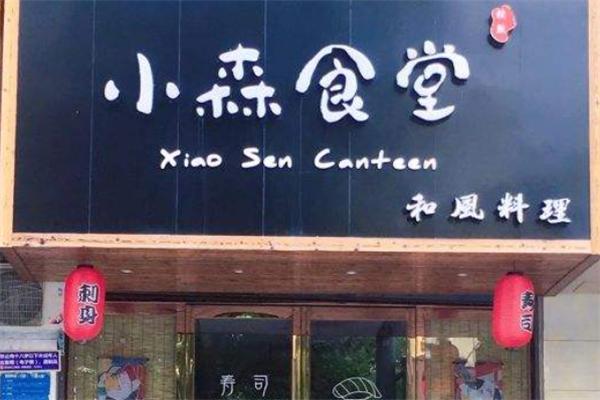 小森食堂
Xiao Sen Canteen
和風料理
刺身
寿司
寿司